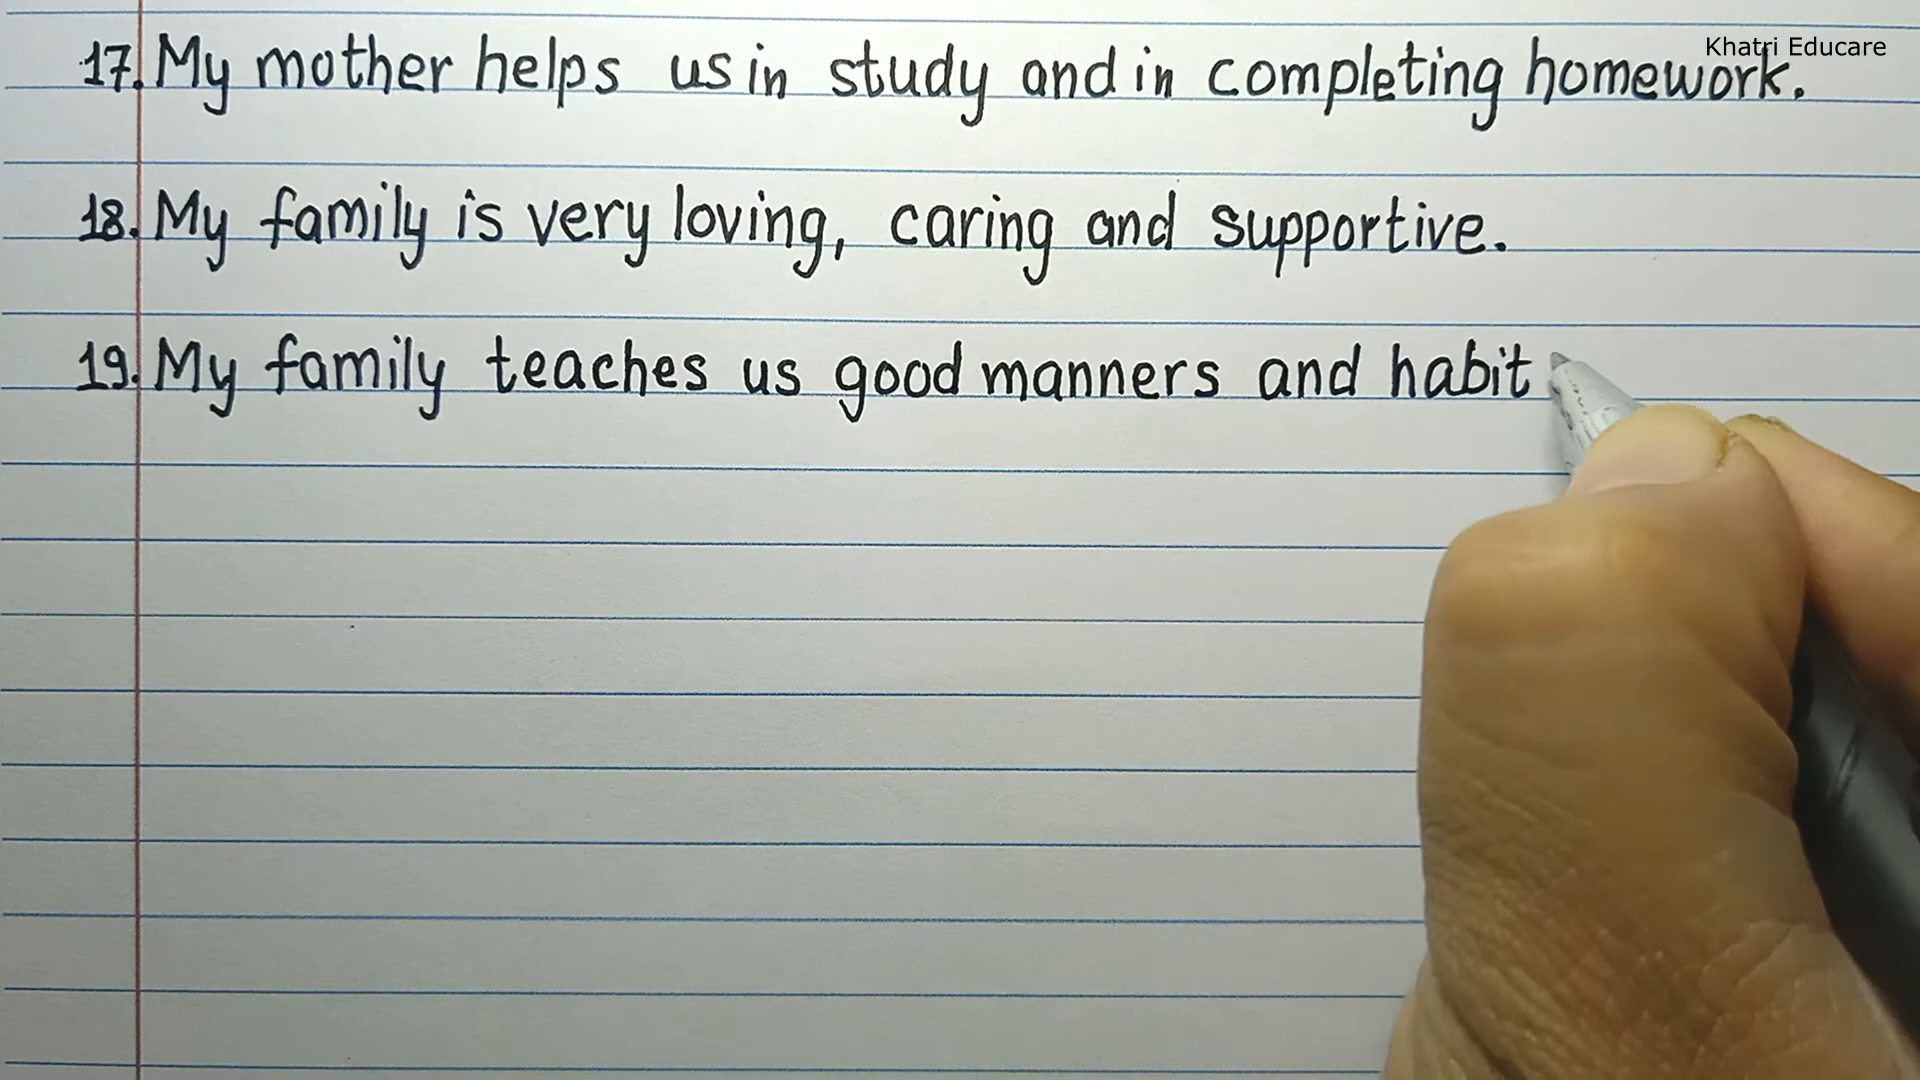 Khatri Educare
17. My mother helps us in study and in completing homework.
18. My family is very loving, caring and supportive.
19. My family teaches us good manners and habit